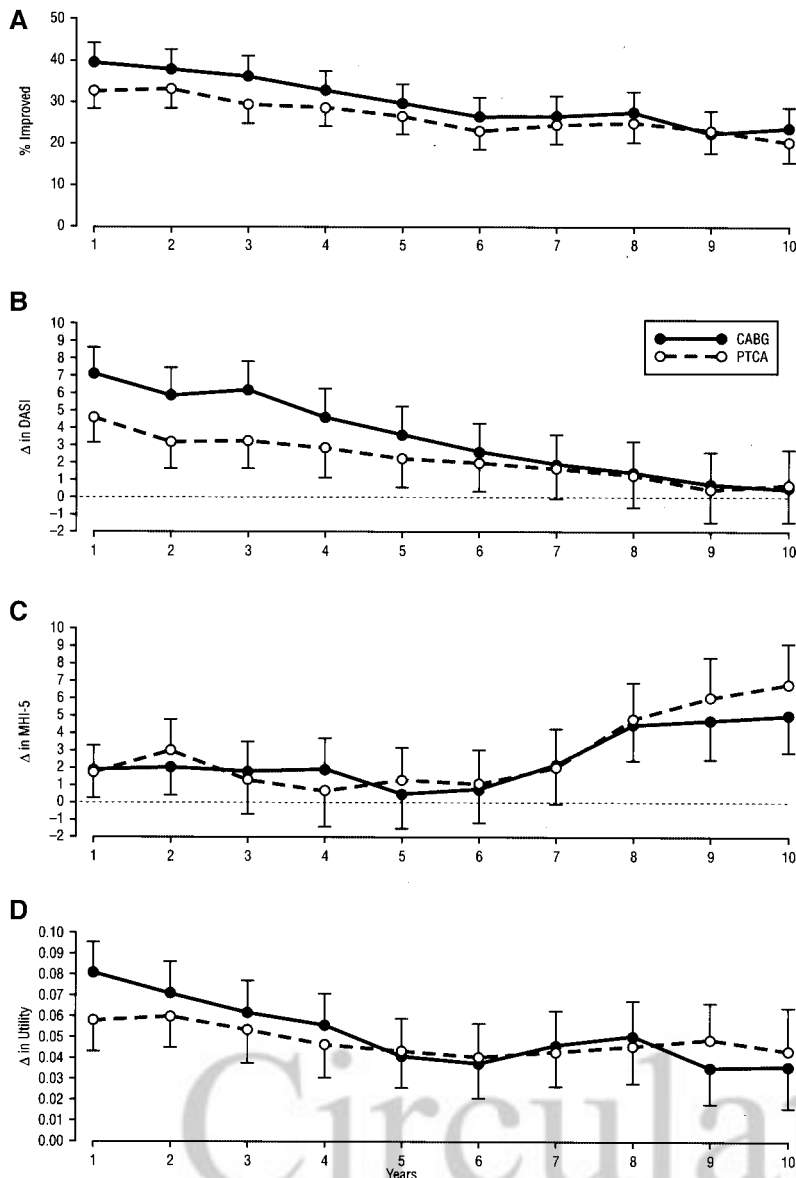 A
% Improved
50
40
30
20
10
0
1 2 3 4 5 6 7 8 9 10
B
Δ in DASI
10
9
8
7
6
5
4
3
2
1
0
−1
−2
CABG
PTCA
1 2 3 4 5 6 7 8 9 10
C
Δ in MHI-5
10
9
8
7
6
5
4
3
2
1
0
−1
−2
1 2 3 4 5 6 7 8 9 10
D
Δ in Utility
0.10
0.09
0.08
0.07
0.06
0.05
0.04
0.03
0.02
0.01
0.00
1 2 3 4 5 6 7 8 9 10
Years
Circula